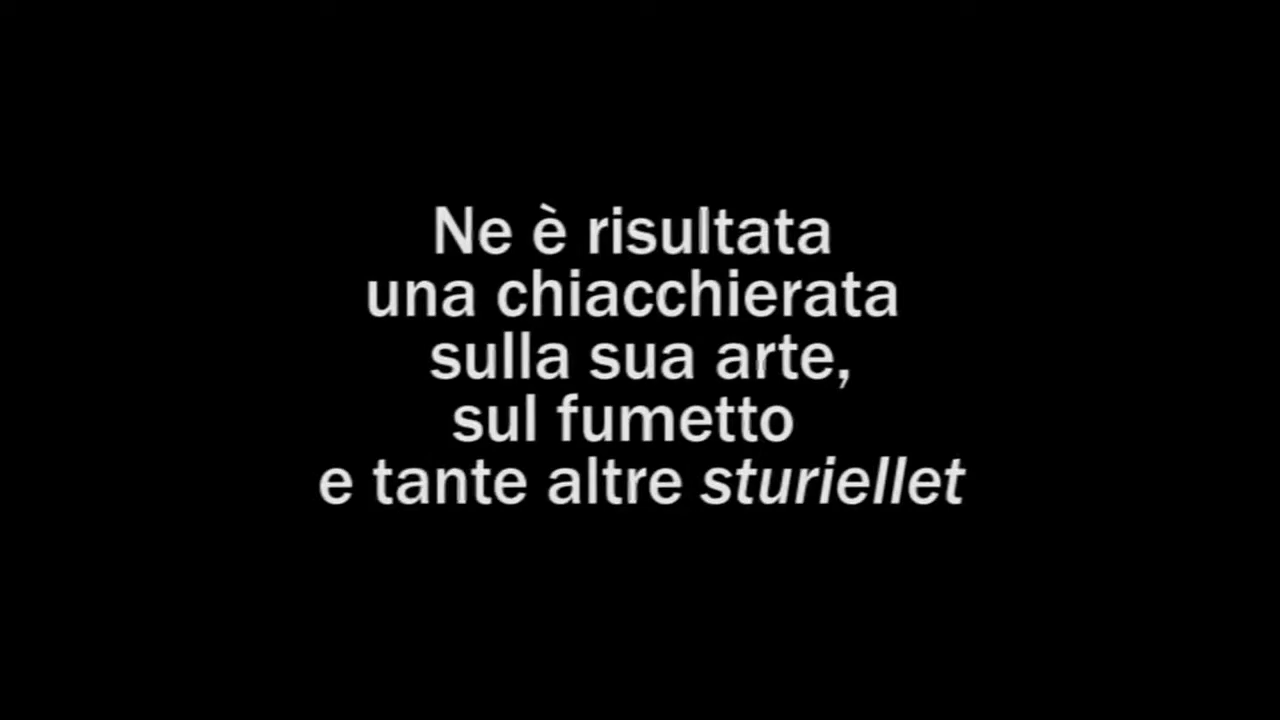 Ne è risultata
una chiacchierata
sulla sua arte,
sul fumetto
e tante altre sturiellet